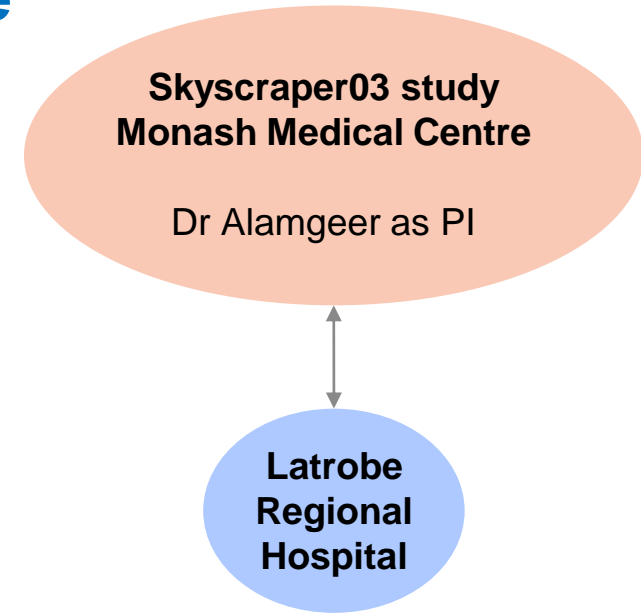 Skyscraper03 study
Monash Medical Centre
Dr Alamgeer as PI
Latrobe
Regional
Hospital